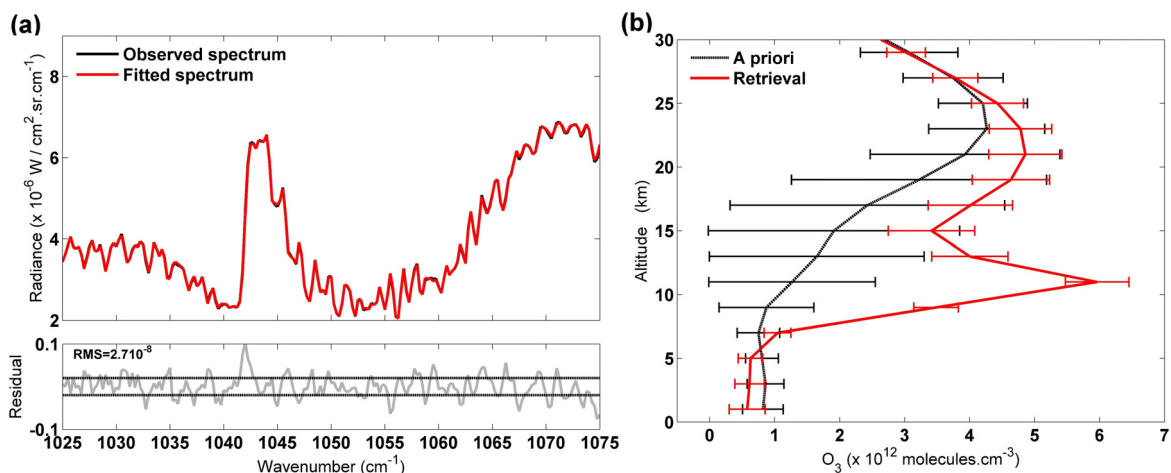 (a)
Observed spectrum
Fitted spectrum
8
6
4
2
Radiance (x 10⁻⁶ W / cm².sr.cm⁻¹)
0.1
-0.1
Residual
RMS=2.710⁻⁸
1025 1030 1035 1040 1045 1050 1055 1060 1065 1070 1075
Wavenumber (cm⁻¹)
(b)
A priori
Retrieval
30
25
20
15
10
5
0
Altitude (km)
0 1 2 3 4 5 6 7
O₃ (x 10¹² molecules.cm⁻³)